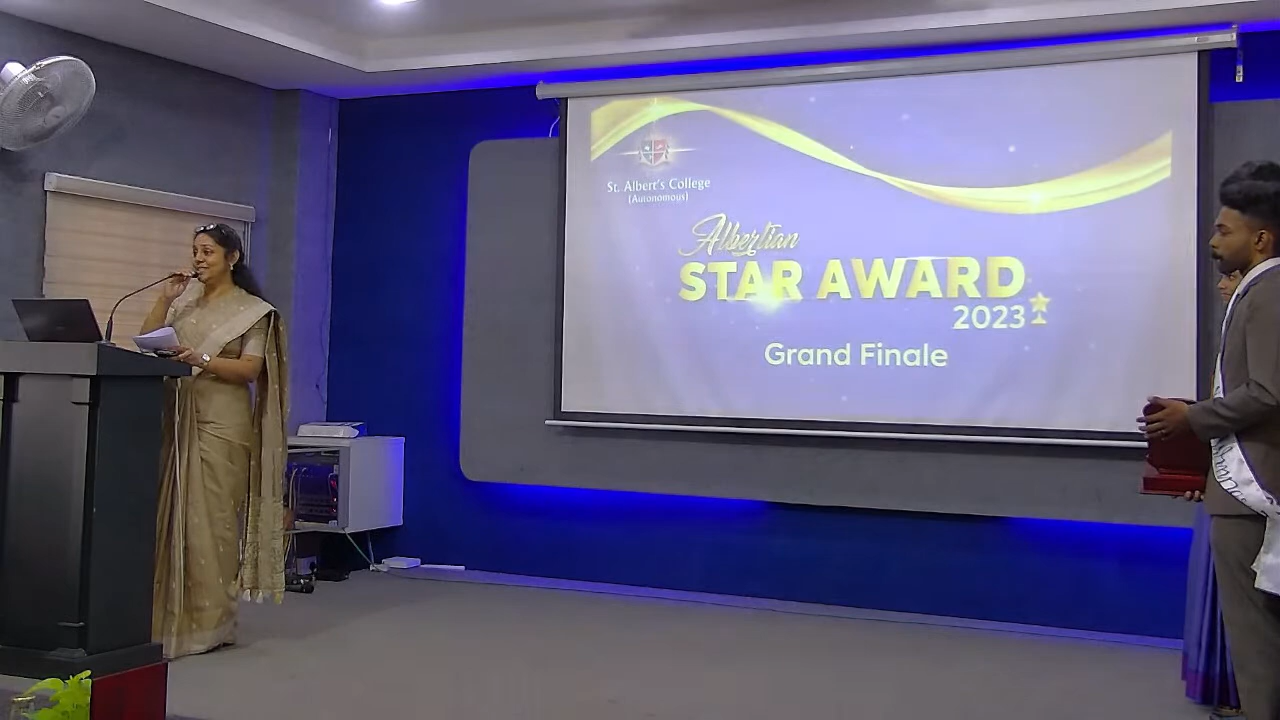 St. Albert's College
(Autonomous)
Albertian
STAR AWARD
2023
Grand Finale